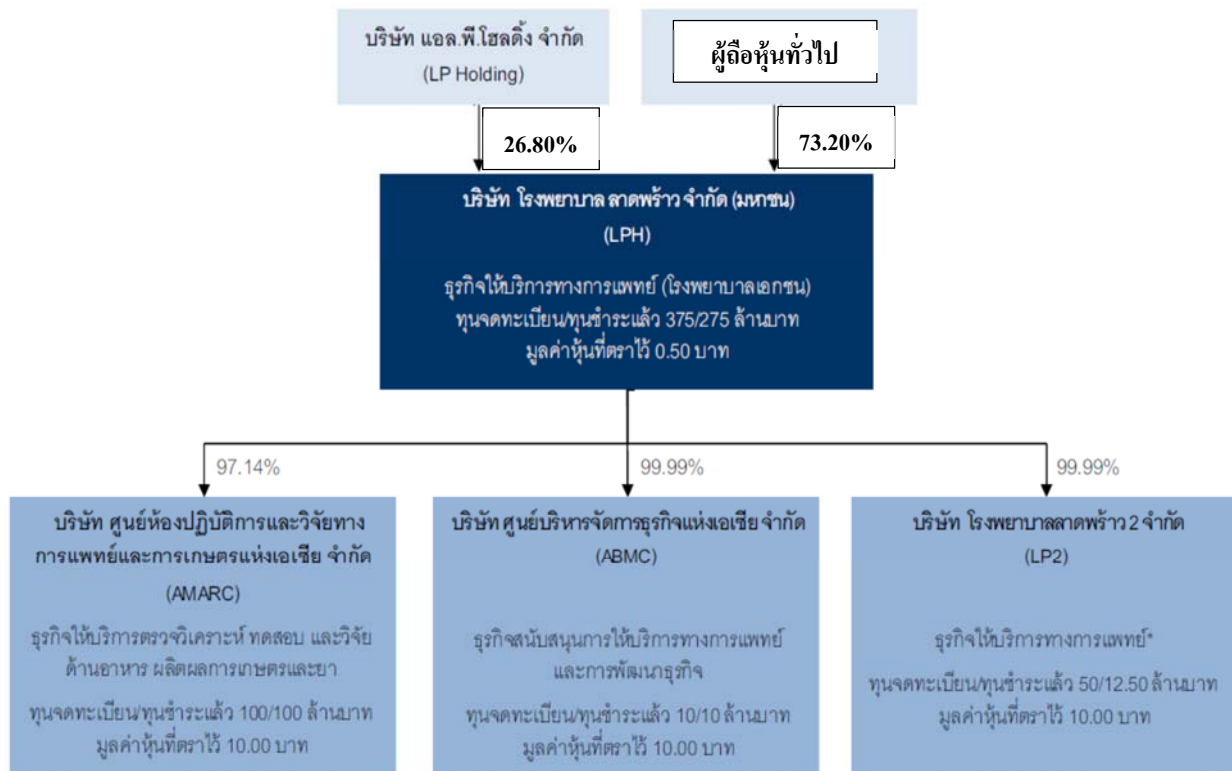 บริษัท แอล.พี.โฮลดิ้ง จำกัด
(LP Holding)
ผู้ถือหุ้นทั่วไป
26.80%
73.20%
บริษัท โรงพยาบาล ลาดพร้าว จำกัด (มหาชน)
(LPH)
ธุรกิจให้บริการทางการแพทย์ (โรงพยาบาลเอกชน)
ทุนจดทะเบียน/ทุนชำระแล้ว 375/275 ล้านบาท
มูลค่าหุ้นที่ตราไว้ 0.50 บาท
97.14%
99.99%
99.99%
บริษัท ศูนย์ห้องปฏิบัติการและวิจัยทาง
การแพทย์และการเกษตรแห่งเอเซีย จำกัด
(AMARC)
ธุรกิจให้บริการตรวจวิเคราะห์ ทดสอบ และวิจัย
ด้านอาหาร ผลิตผลการเกษตรและยา
ทุนจดทะเบียน/ทุนชำระแล้ว 100/100 ล้านบาท
มูลค่าหุ้นที่ตราไว้ 10.00 บาท
บริษัท ศูนย์บริหารจัดการธุรกิจแห่งเอเซีย จำกัด
(ABMC)
ธุรกิจสนับสนุนการให้บริการทางการแพทย์
และการพัฒนาธุรกิจ
ทุนจดทะเบียน/ทุนชำระแล้ว 10/10 ล้านบาท
มูลค่าหุ้นที่ตราไว้ 10.00 บาท
บริษัท โรงพยาบาลลาดพร้าว 2 จำกัด
(LP2)
ธุรกิจให้บริการทางการแพทย์*
ทุนจดทะเบียน/ทุนชำระแล้ว 50/12.50 ล้านบาท
มูลค่าหุ้นที่ตราไว้ 10.00 บาท